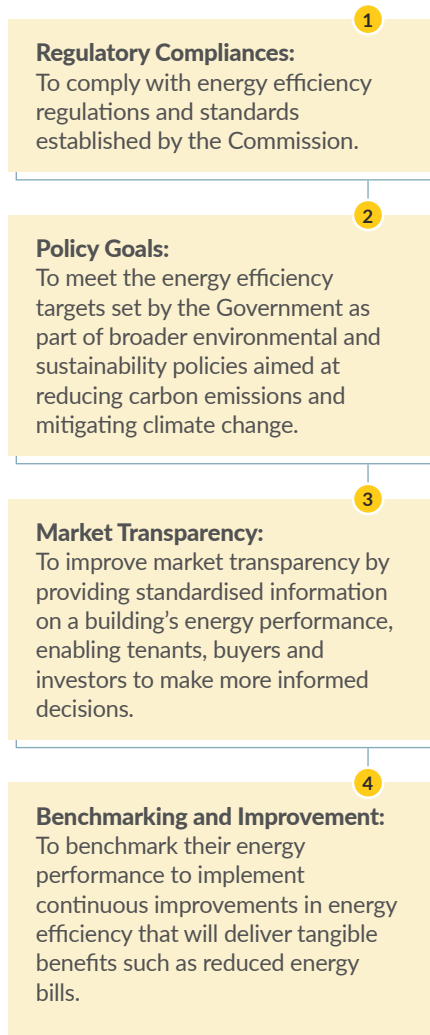 1
Regulatory Compliances:
To comply with energy efficiency
regulations and standards
established by the Commission.
2
Policy Goals:
To meet the energy efficiency
targets set by the Government as
part of broader environmental and
sustainability policies aimed at
reducing carbon emissions and
mitigating climate change.
3
Market Transparency:
To improve market transparency by
providing standardised information
on a building’s energy performance,
enabling tenants, buyers and
investors to make more informed
decisions.
4
Benchmarking and Improvement:
To benchmark their energy
performance to implement
continuous improvements in energy
efficiency that will deliver tangible
benefits such as reduced energy
bills.